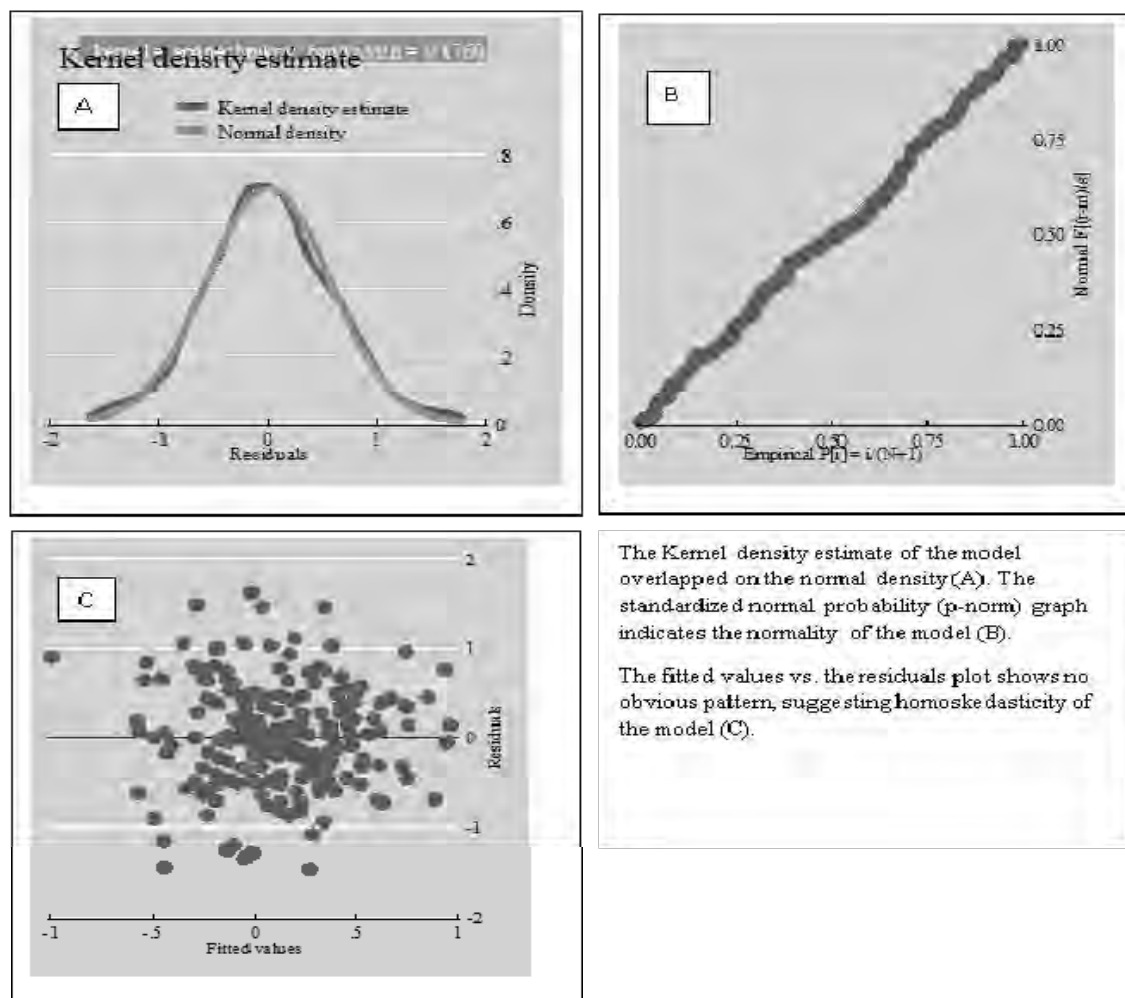 Kernel density estimate
A
Kernel density estimate
Normal density
.8
.6
.4
.2
0
Density
-2
-1
0
1
2
Residuals
B
1.00
0.75
0.50
0.25
0.00
Normal F[(r-m)/s]
0.00
0.25
0.50
0.75
1.00
Empirical P[i] = i/(N+1)
C
2
1
0
-1
-2
Residuals
-1
-.5
0
.5
1
Fitted values
The Kernel density estimate of the model
overlapped on the normal density (A). The
standardized normal probability (p-norm) graph
indicates the normality of the model (B).
The fitted values vs. the residuals plot shows no
obvious pattern, suggesting homoskedasticity of
the model (C).